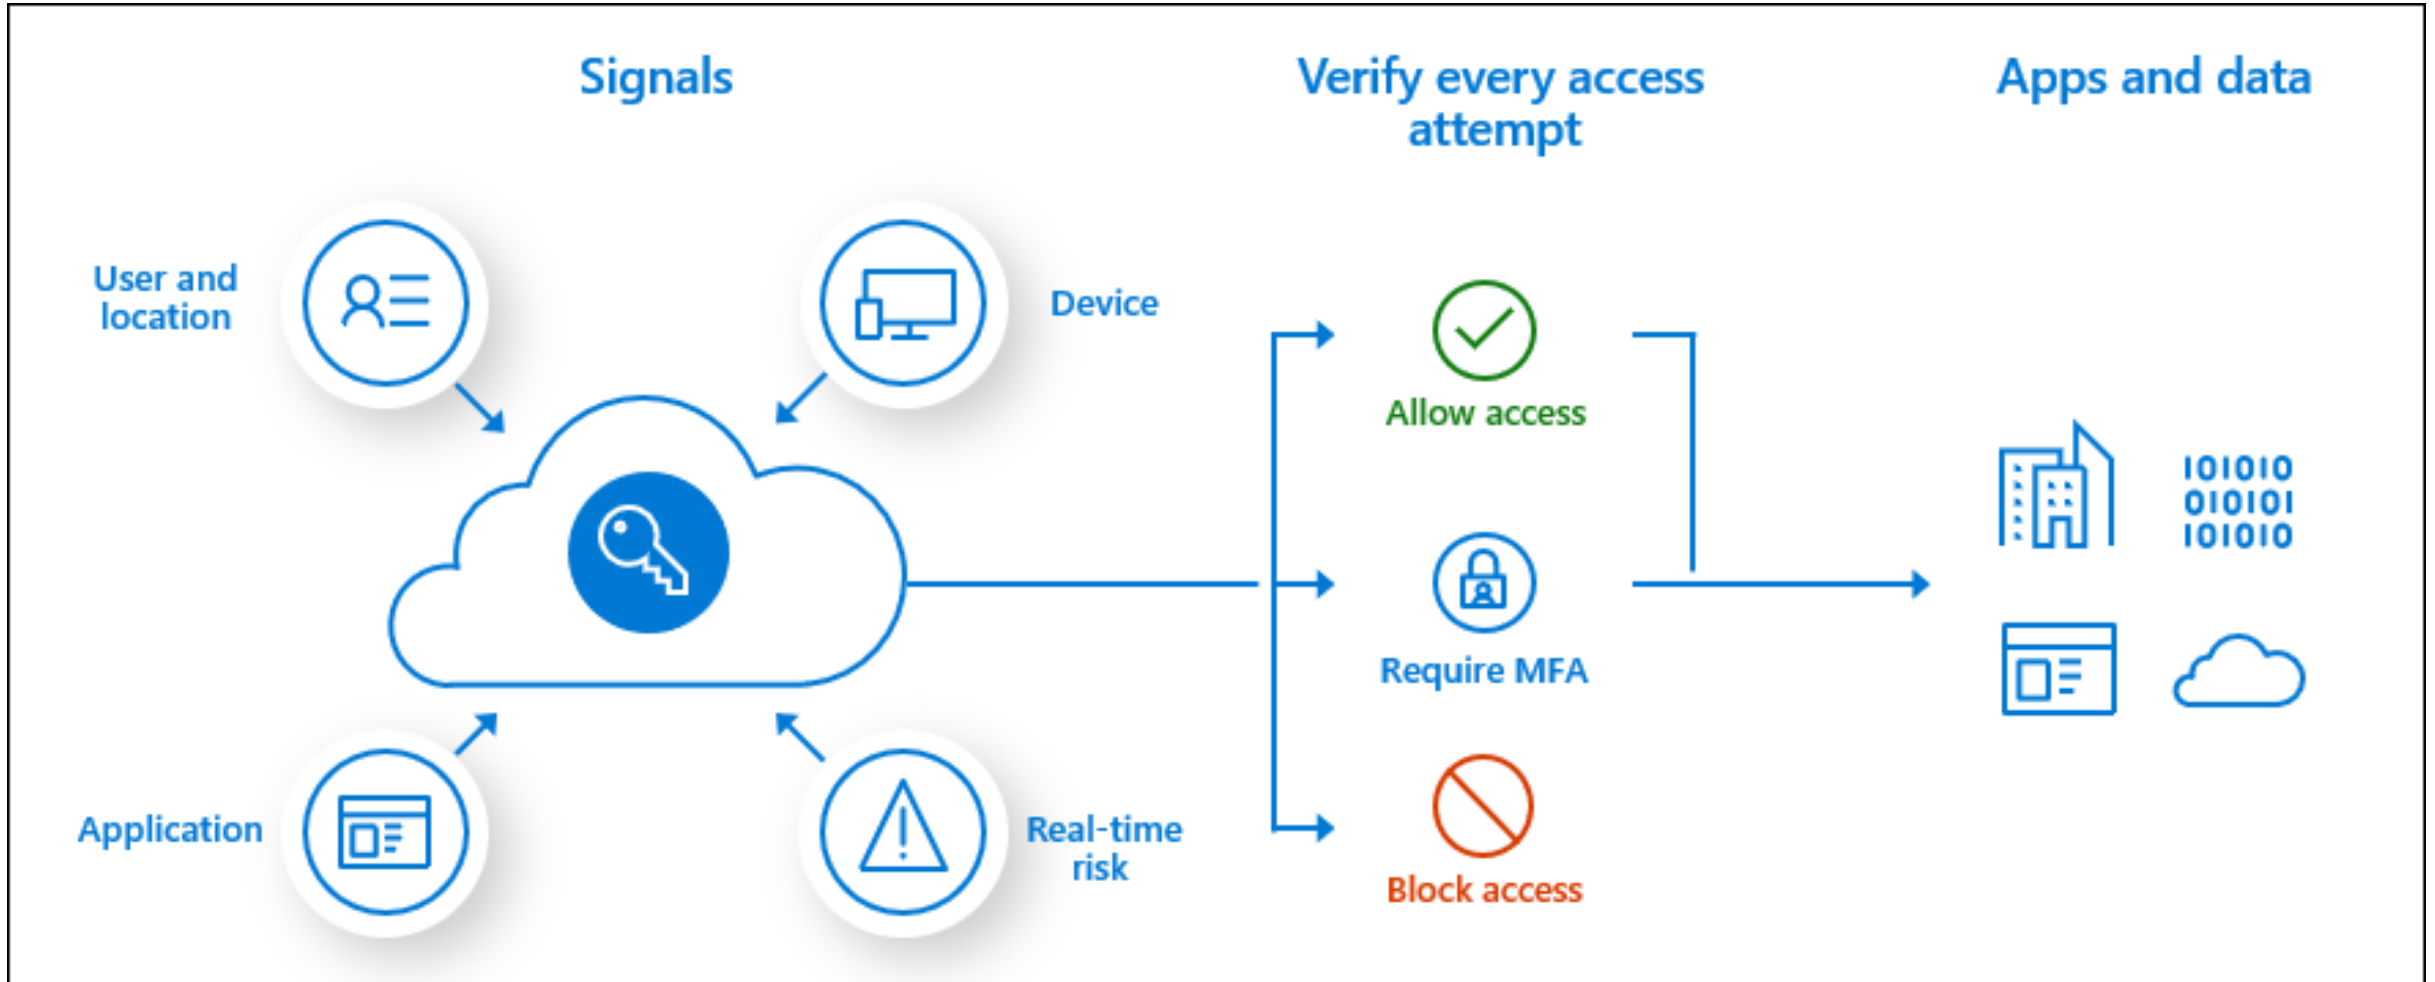 Signals
Verify every access
attempt
Apps and data
User and
location
Device
Allow access
101010
010101
101010
Require MFA
Application
Real-time
risk
Block access